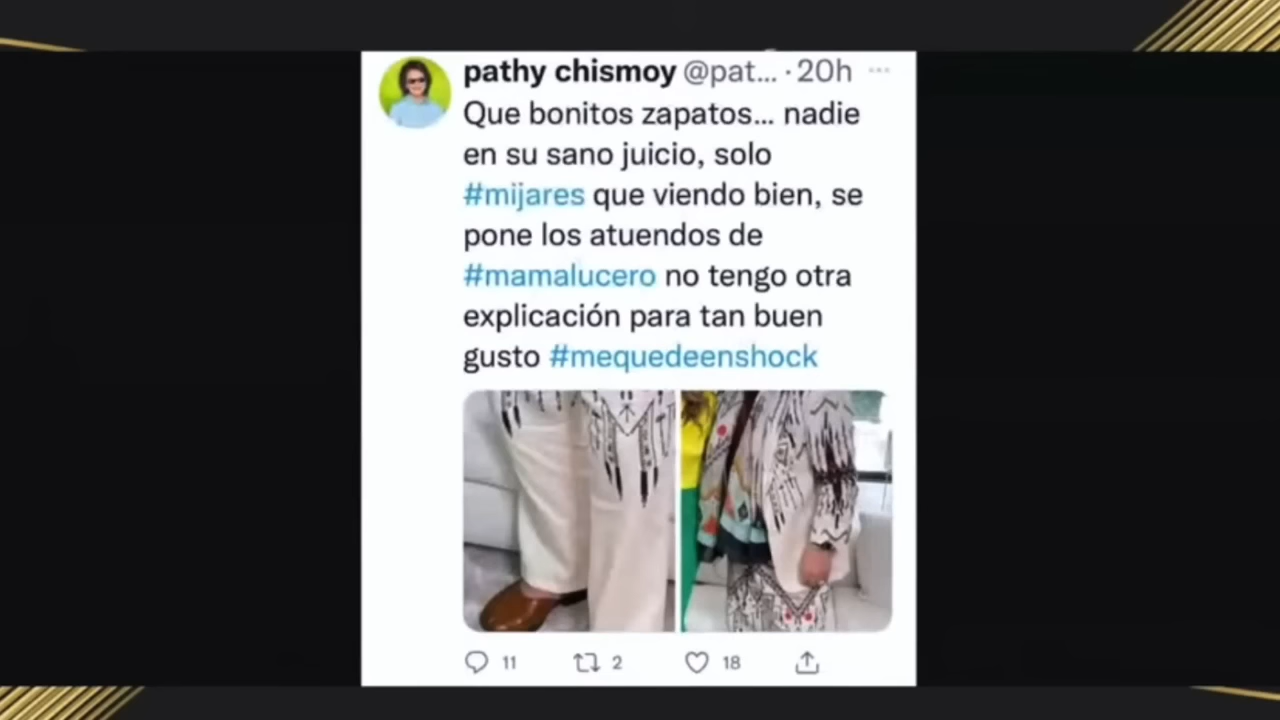 pathy chismoy @pat... · 20h
Que bonitos zapatos... nadie
en su sano juicio, solo
#mijares que viendo bien, se
pone los atuendos de
#mamalucero no tengo otra
explicación para tan buen
gusto #mequedeenshock
11 2 18